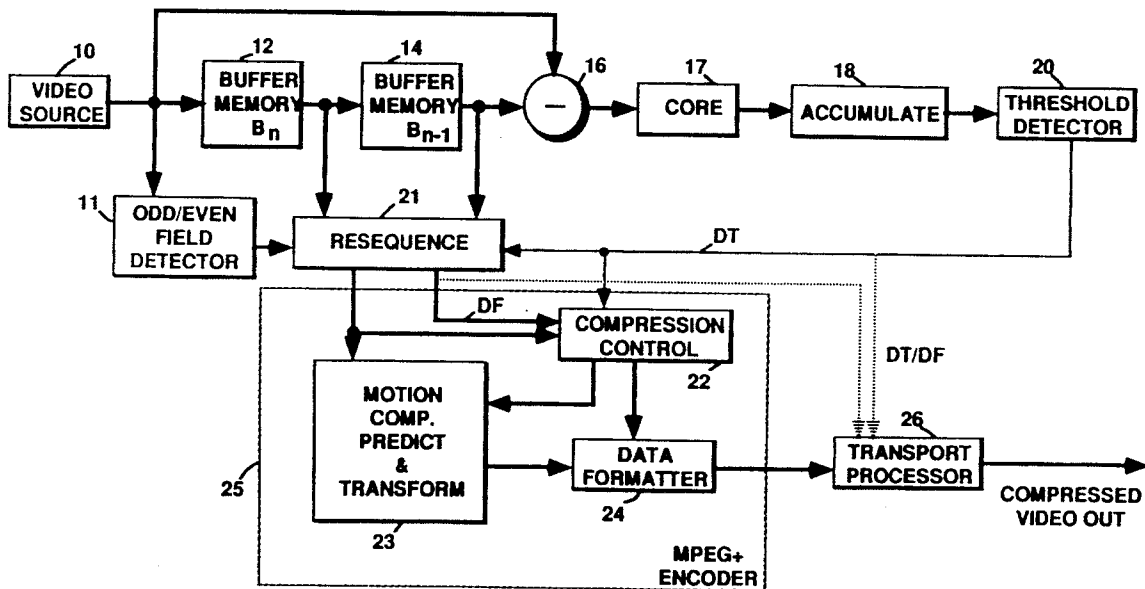 10
VIDEO
SOURCE
12
BUFFER
MEMORY
Bn
14
BUFFER
MEMORY
Bn-1
16
−
17
CORE
18
ACCUMULATE
20
THRESHOLD
DETECTOR
11
ODD/EVEN
FIELD
DETECTOR
21
RESEQUENCE
DT
DF
COMPRESSION
CONTROL
22
DT/DF
MOTION
COMP.
PREDICT
&
TRANSFORM
23
DATA
FORMATTER
24
25
26
TRANSPORT
PROCESSOR
COMPRESSED
VIDEO OUT
MPEG+
ENCODER